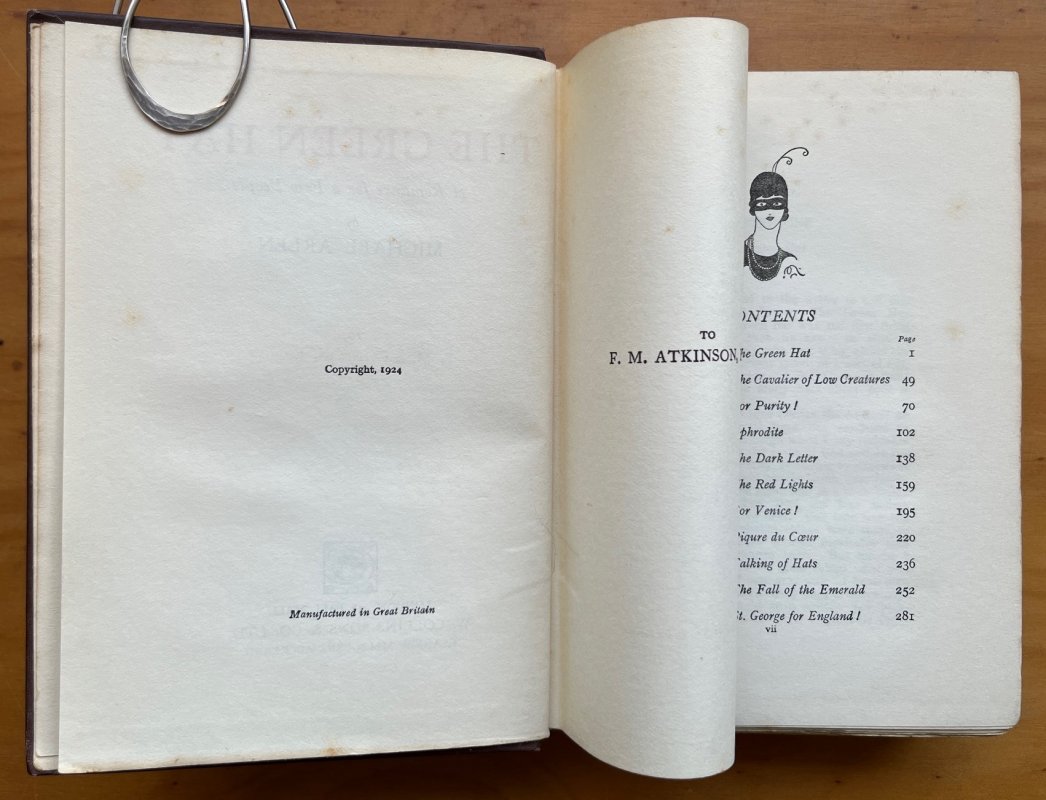 Copyright, 1924
Manufactured in Great Britain
TO
F. M. ATKINSON,
ONTENTS
Page
he Green Hat 1
he Cavalier of Low Creatures 49
or Purity! 70
phrodite 102
he Dark Letter 138
he Red Lights 159
or Venice! 195
iqure du Cœur 220
alking of Hats 236
The Fall of the Emerald 252
St. George for England! 281
vii